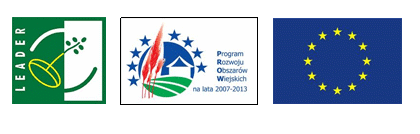 LEADER
Program
Rozwoju
Obszarów
Wiejskich
na lata 2007-2013